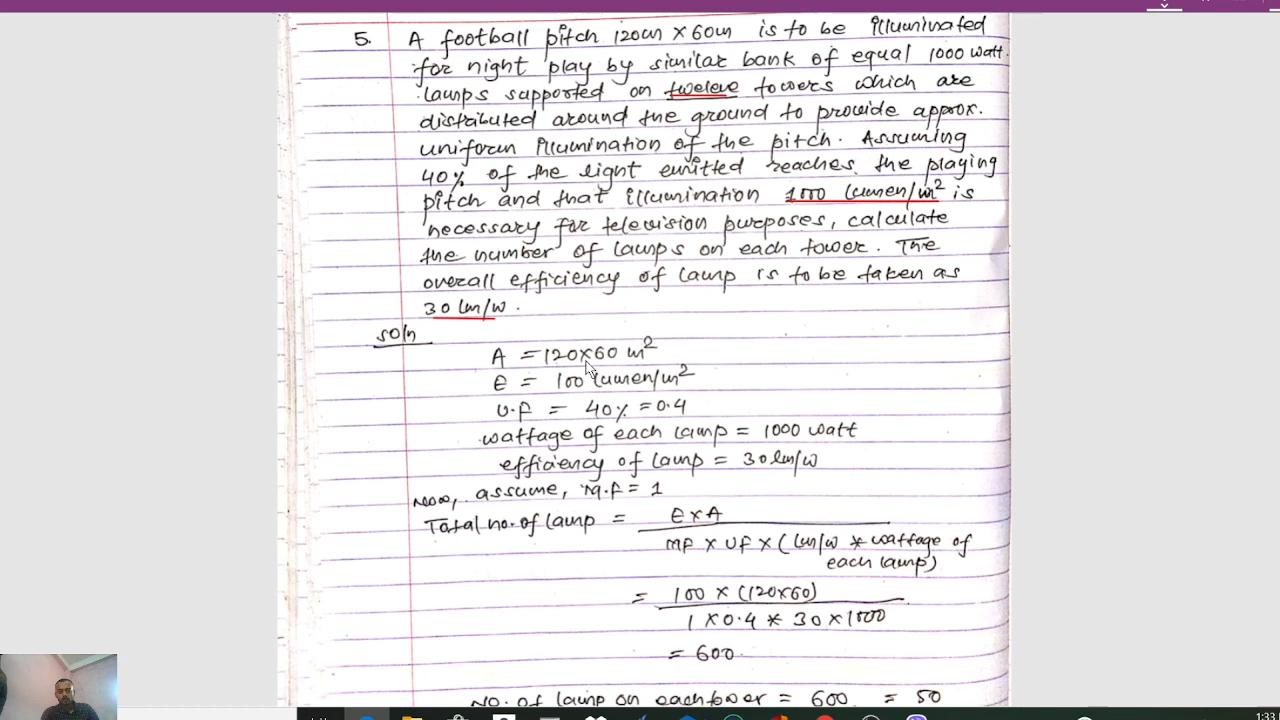 5. A football pitch 120m × 60m is to be illuminated
for night play by similar bank of equal 1000 watt
lamps supported on tweleve towers which are
distributed around the ground to provide approx.
uniform illumination of the pitch. Assuming
40% of the light emitted reaches the playing
pitch and that illumination 1000 lumen/m² is
necessary for television purposes, calculate
the number of lamps on each tower. The
overall efficiency of lamp is to be taken as
30 lm/w.
soln
A = 120×60 m²
E = 100 lumen/m²
U.F = 40% = 0.4
wattage of each lamp = 1000 watt
efficiency of lamp = 30 lm/w
Now, assume, M.F = 1
Total no. of lamp = E × A
MF × UF × (lm/w * wattage of
each lamp)
= 100 × (120×60)
1 × 0.4 * 30 × 1000
= 600.
No. of lamp on each tower = 600 = 50
1:33